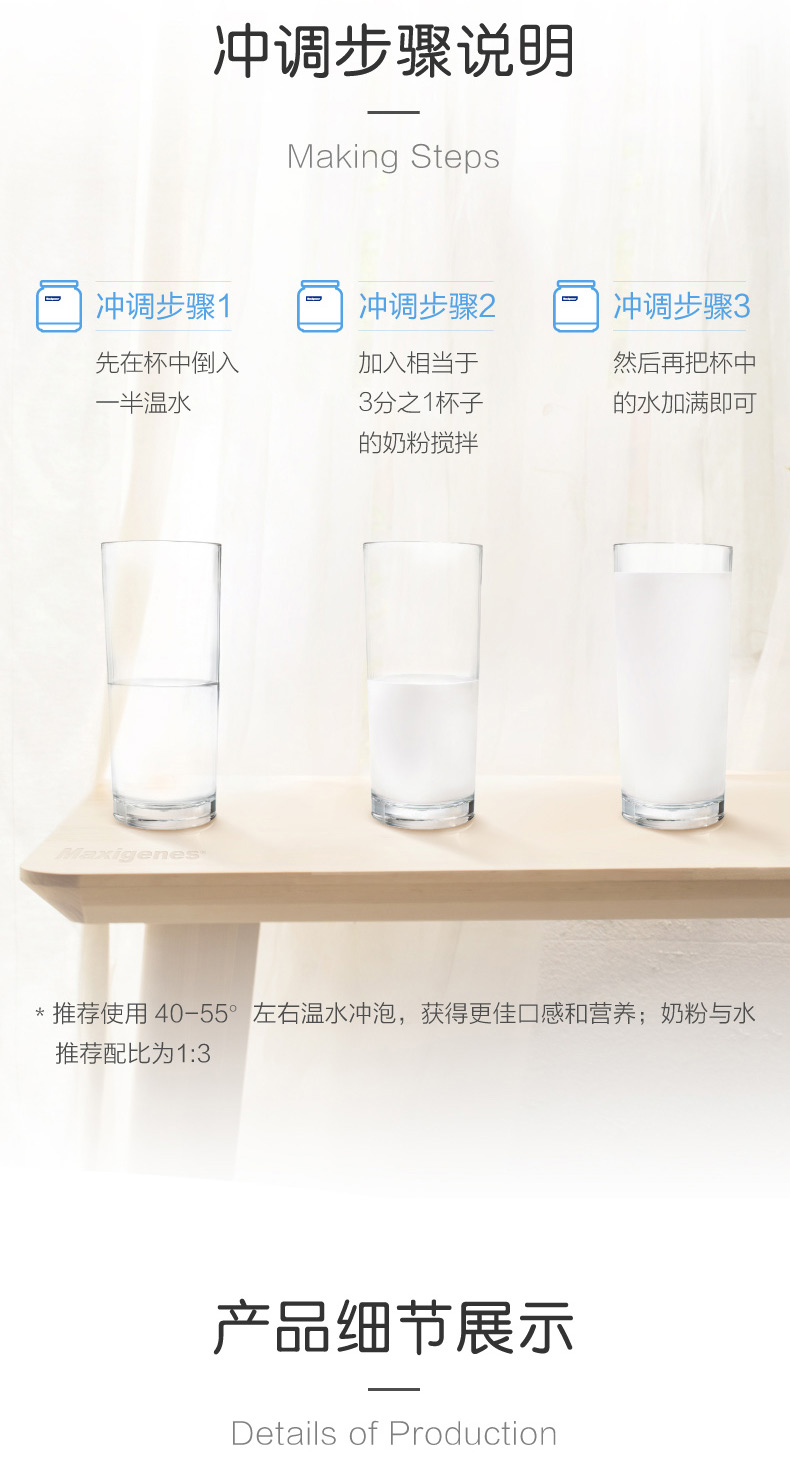 冲调步骤说明
Making Steps
冲调步骤1
先在杯中倒入
一半温水
冲调步骤2
加入相当于
3分之1杯子
的奶粉搅拌
冲调步骤3
然后再把杯中
的水加满即可
Maxigenes
* 推荐使用 40-55° 左右温水冲泡，获得更佳口感和营养；奶粉与水
推荐配比为1:3
产品细节展示
Details of Production